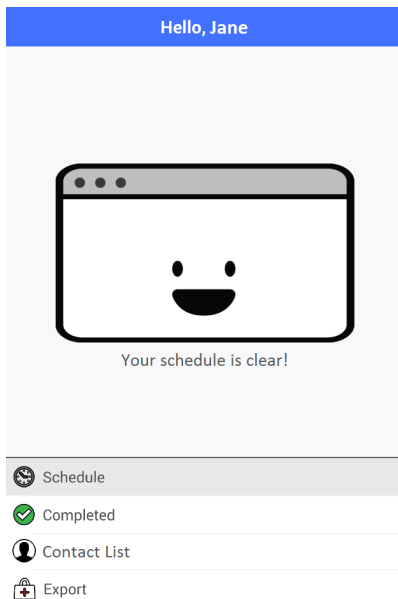 Hello, Jane
Your schedule is clear!
Schedule
Completed
Contact List
Export